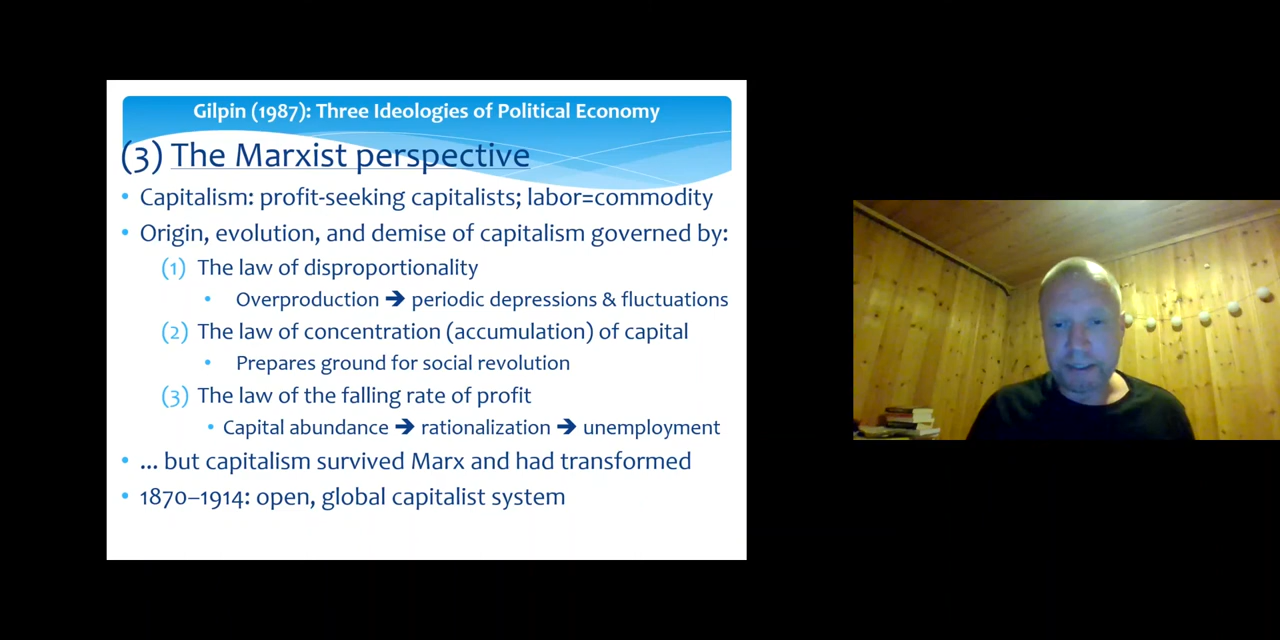 Gilpin (1987): Three Ideologies of Political Economy
(3) The Marxist perspective
• Capitalism: profit-seeking capitalists; labor=commodity
• Origin, evolution, and demise of capitalism governed by:
(1) The law of disproportionality
• Overproduction ➔ periodic depressions & fluctuations
(2) The law of concentration (accumulation) of capital
• Prepares ground for social revolution
(3) The law of the falling rate of profit
• Capital abundance ➔ rationalization ➔ unemployment
• ... but capitalism survived Marx and had transformed
• 1870–1914: open, global capitalist system